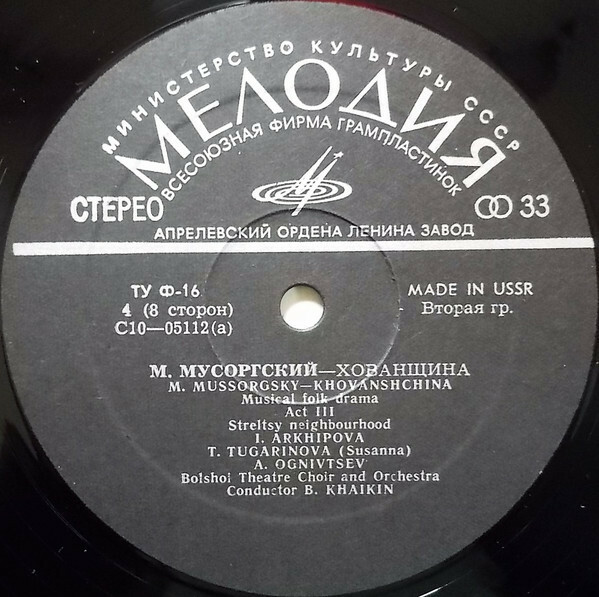 МИНИСТЕРСТВО КУЛЬТУРЫ СССР
МЕЛОДИЯ
ВСЕСОЮЗНАЯ ФИРМА ГРАМПЛАСТИНОК
СТЕРЕО
33
АПРЕЛЕВСКИЙ ОРДЕНА ЛЕНИНА ЗАВОД
ТУ Ф-16
MADE IN USSR
4 (8 сторон)
Вторая гр.
С10—05112(а)
М. МУСОРГСКИЙ—ХОВАНЩИНА
M. MUSSORGSKY—KHOVANSHCHINA
Musical folk drama
Act III
Streltsy neighbourhood
I. ARKHIPOVA
T. TUGARINOVA (Susanna)
A. OGNIVTSEV
Bolshoi Theatre Choir and Orchestra
Conductor B. KHAIKIN